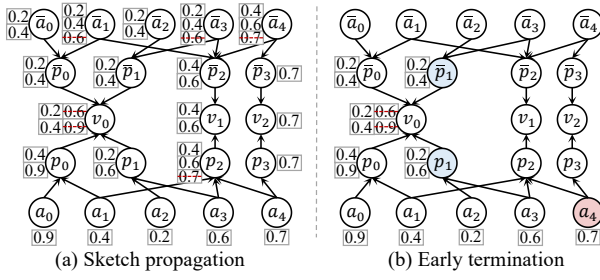 0.2
0.4
ā₀
0.2
0.4
0.6
ā₁
0.2
0.4
ā₂
0.2
0.4
0.6
ā₃
0.4
0.6
0.7
ā₄
0.2
0.4
p̄₀
0.2
0.4
p̄₁
0.4
0.6
p̄₂
p̄₃
0.7
0.2 0.6
0.4 0.9
v₀
0.4
0.6
v₁
v₂
0.7
0.4
0.9
p₀
0.2
0.6
p₁
0.4
0.6
0.7
p₂
p₃
0.7
a₀
a₁
a₂
a₃
a₄
0.9
0.4
0.2
0.6
0.7
(a) Sketch propagation
ā₀
ā₁
ā₂
ā₃
ā₄
0.2
0.4
p̄₀
0.2
0.4
p̄₁
p̄₂
p̄₃
0.2 0.6
0.4 0.9
v₀
v₁
v₂
0.4
0.9
p₀
0.2
0.6
p₁
p₂
p₃
a₀
a₁
a₂
a₃
a₄
0.9
0.4
0.2
0.6
0.7
(b) Early termination